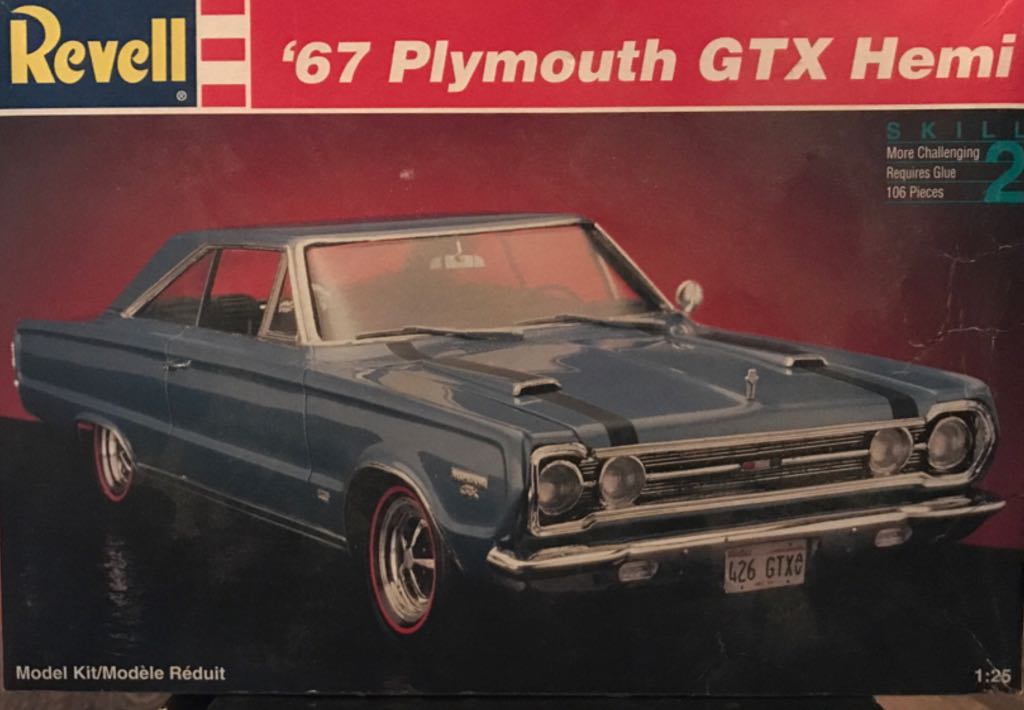 Revell®
'67 Plymouth GTX Hemi
SKILL 2
More Challenging
Requires Glue
106 Pieces
426 GTX
Model Kit/Modèle Réduit
1:25